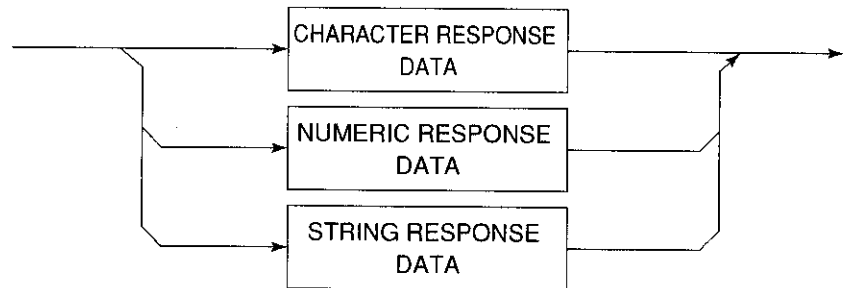 CHARACTER RESPONSE
DATA
NUMERIC RESPONSE
DATA
STRING RESPONSE
DATA